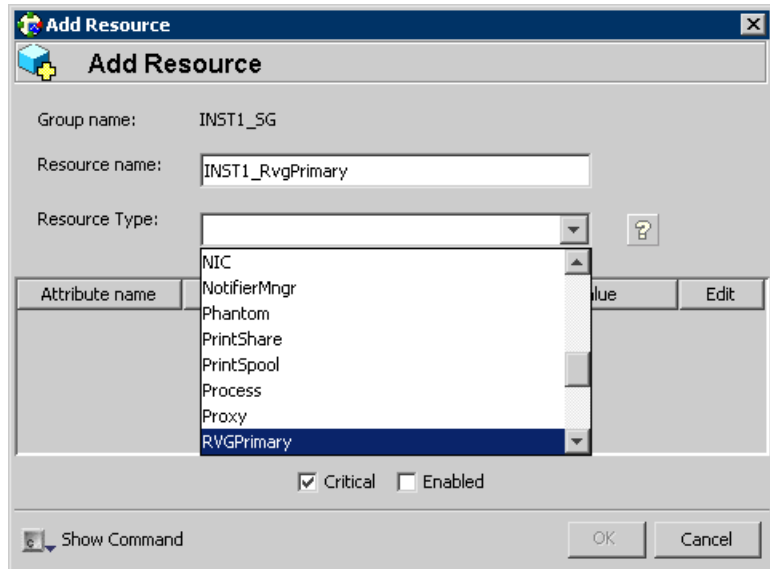 Add Resource
Add Resource
Group name: INST1_SG
Resource name: INST1_RvgPrimary
Resource Type:
NIC
NotifierMngr
Phantom
PrintShare
PrintSpool
Process
Proxy
RVGPrimary
Attribute name Edit
Critical Enabled
Show Command OK Cancel